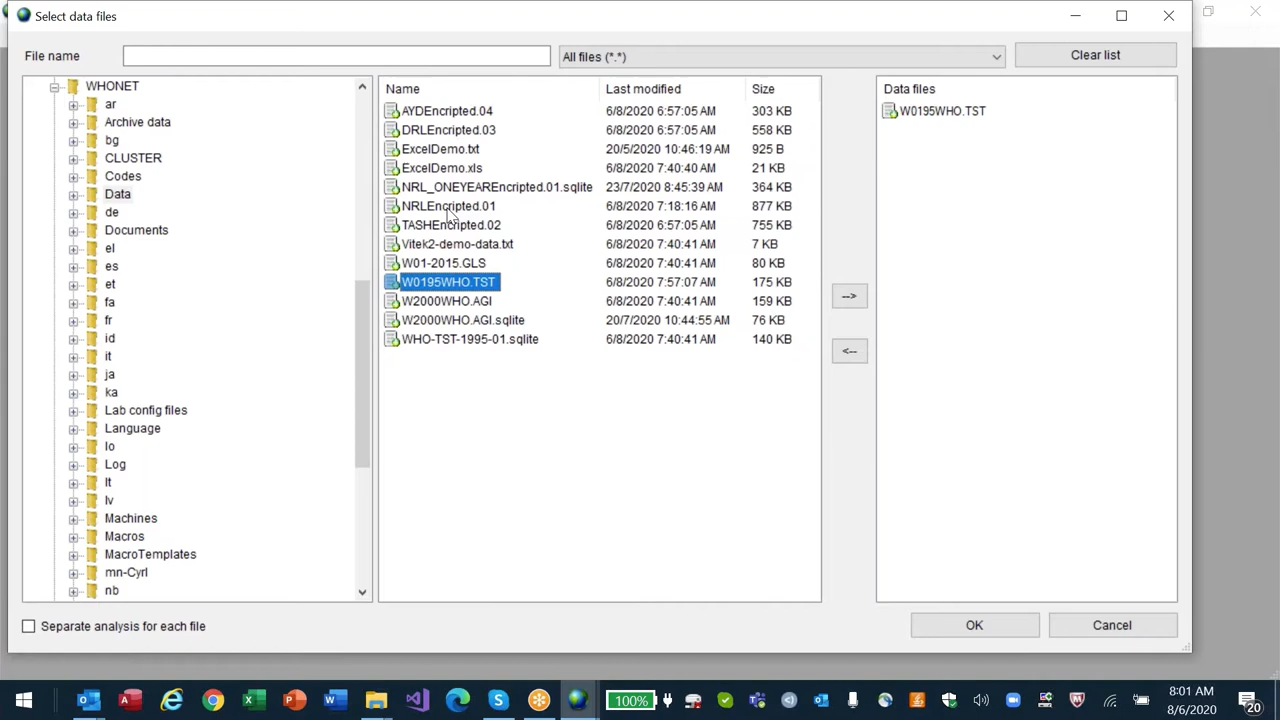 Select data files
File name
All files (*.*)
Clear list
WHONET
ar
Archive data
bg
CLUSTER
Codes
Data
de
Documents
el
es
et
fa
fr
id
it
ja
ka
Lab config files
Language
lo
Log
lt
lv
Machines
Macros
MacroTemplates
mn-Cyrl
nb
Name Last modified Size
AYDEncripted.04 6/8/2020 6:57:05 AM 303 KB
DRLEncripted.03 6/8/2020 6:57:05 AM 558 KB
ExcelDemo.txt 20/5/2020 10:46:19 AM 925 B
ExcelDemo.xls 6/8/2020 7:40:40 AM 21 KB
NRL_ONEYEAREncripted.01.sqlite 23/7/2020 8:45:39 AM 364 KB
NRLEncripted.01 6/8/2020 7:18:16 AM 877 KB
TASHEncripted.02 6/8/2020 6:57:05 AM 755 KB
Vitek2-demo-data.txt 6/8/2020 7:40:41 AM 7 KB
W01-2015.GLS 6/8/2020 7:40:41 AM 80 KB
W0195WHO.TST 6/8/2020 7:57:07 AM 175 KB
W2000WHO.AGI 6/8/2020 7:40:41 AM 159 KB
W2000WHO.AGI.sqlite 20/7/2020 10:44:55 AM 76 KB
WHO-TST-1995-01.sqlite 6/8/2020 7:40:41 AM 140 KB
-->
<--
Data files
W0195WHO.TST
Separate analysis for each file
OK
Cancel
100%
8:01 AM
8/6/2020
20